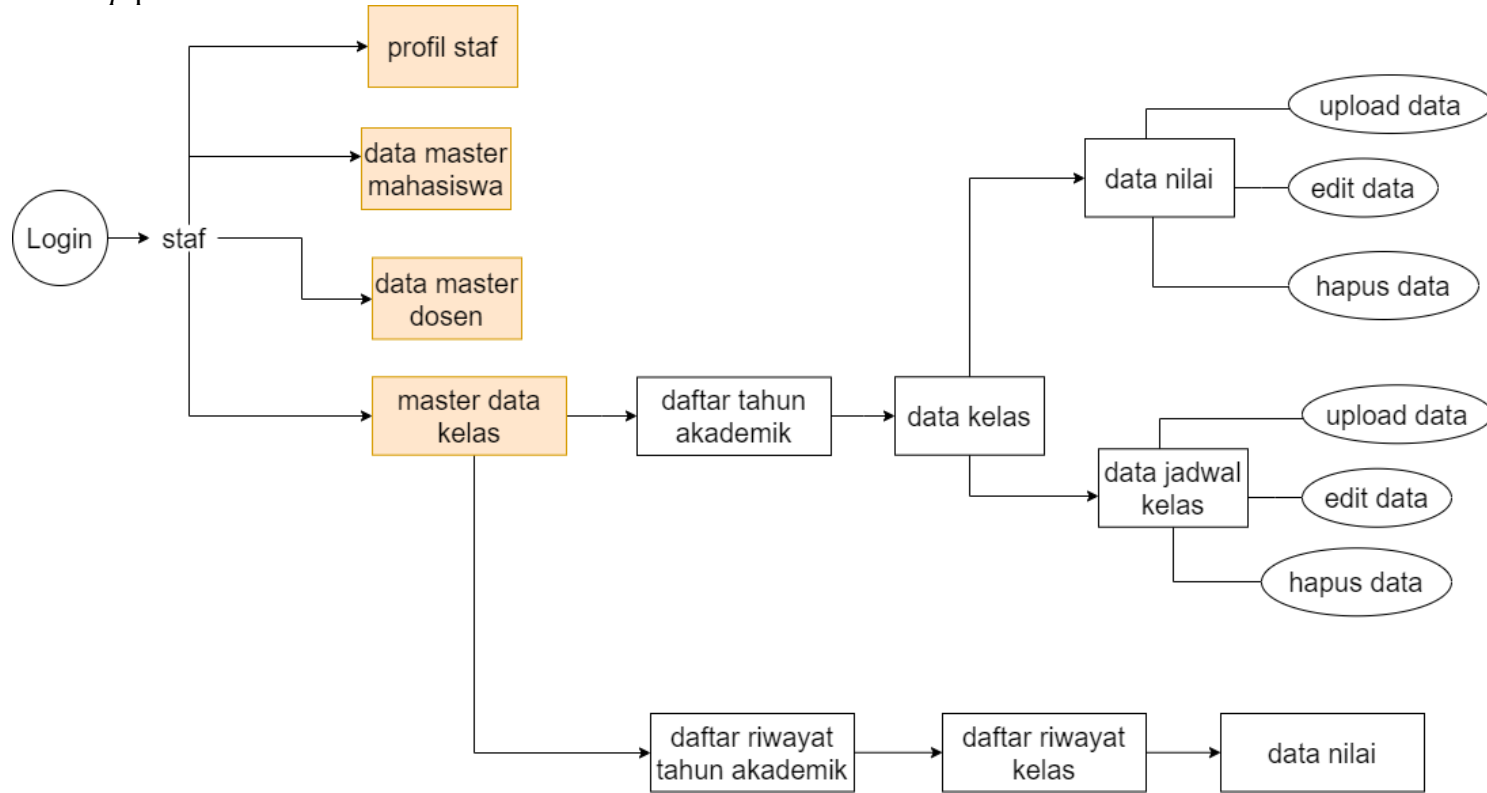 profil staf
data master
mahasiswa
Login
staf
data master
dosen
master data
kelas
daftar tahun
akademik
data kelas
data nilai
upload data
edit data
hapus data
data jadwal
kelas
upload data
edit data
hapus data
daftar riwayat
tahun akademik
daftar riwayat
kelas
data nilai